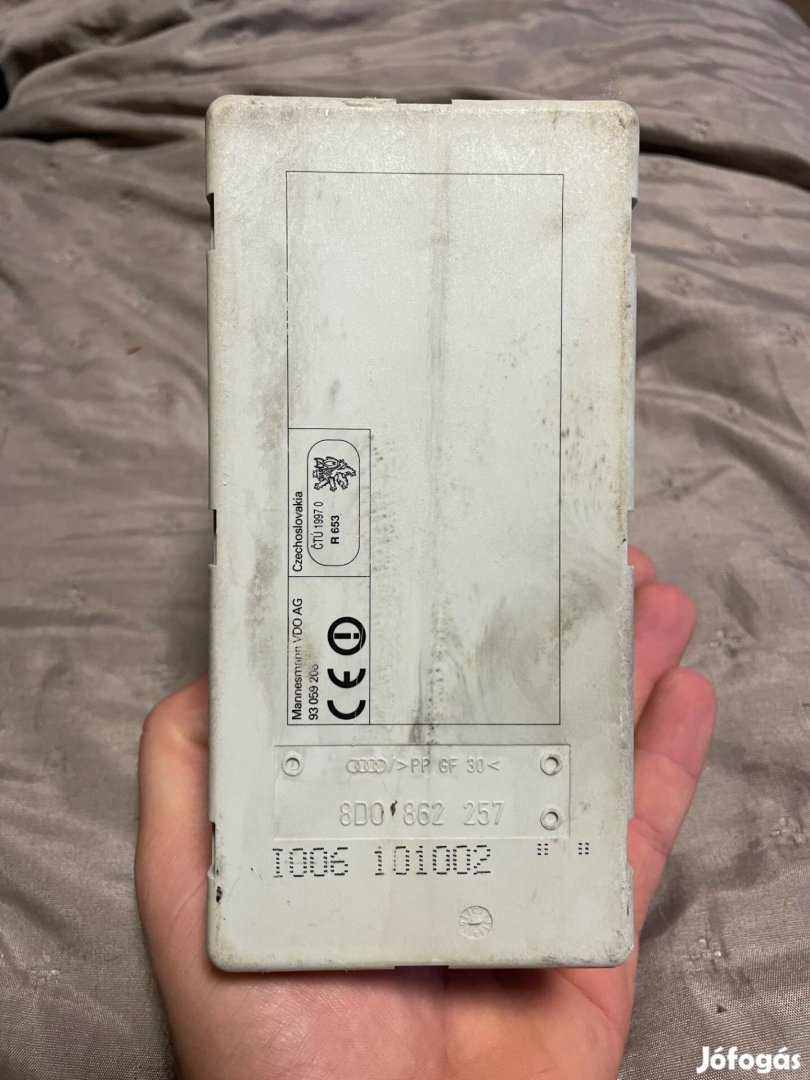 Czechoslovakia
ČTÚ 1997 0
R 653
Mannesmann VDO AG
93 059 208
CE
>PP GF 30<
8D0 862 257
I006 101002 " "
Jófogás